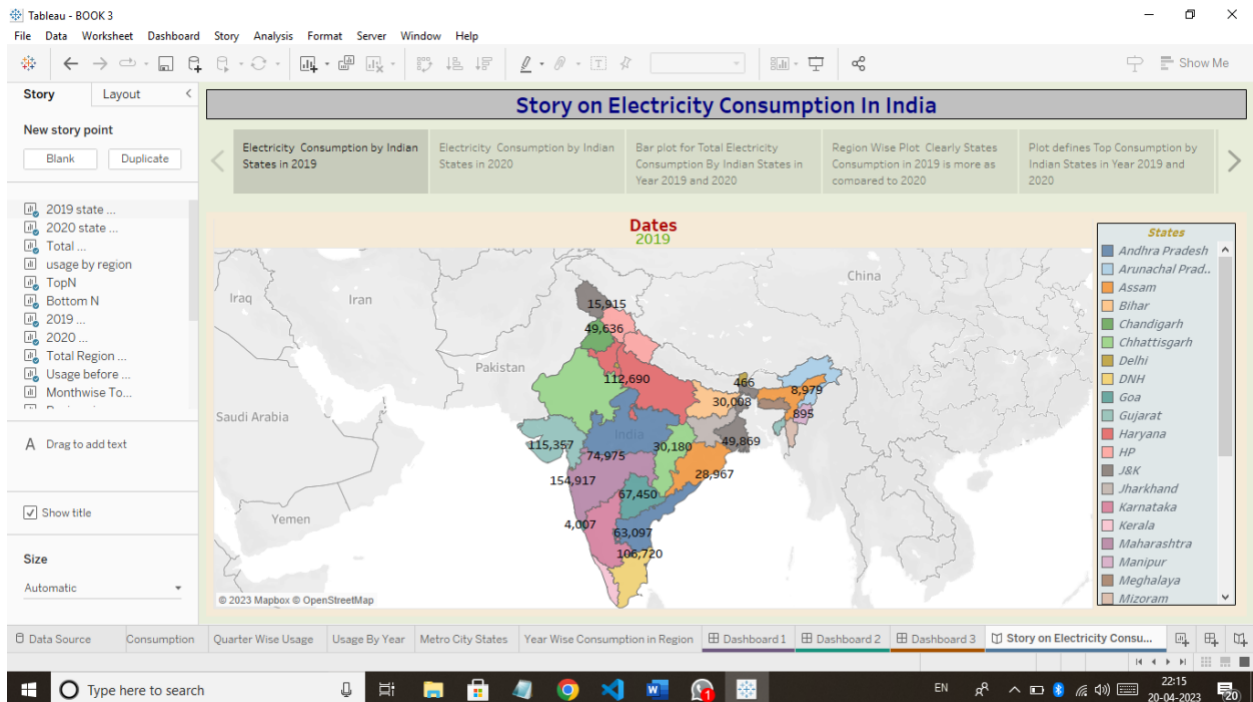 Tableau - BOOK 3
File Data Worksheet Dashboard Story Analysis Format Server Window Help
Show Me
Story Layout
New story point
Blank Duplicate
2019 state ...
2020 state ...
Total ...
usage by region
TopN
Bottom N
2019 ...
2020 ...
Total Region ...
Usage before ...
Monthwise To...
A Drag to add text
Show title
Size
Automatic
Story on Electricity Consumption In India
Electricity Consumption by Indian
States in 2019
Electricity Consumption by Indian
States in 2020
Bar plot for Total Electricity
Consumption By Indian States in
Year 2019 and 2020
Region Wise Plot Clearly States
Consumption in 2019 is more as
compared to 2020
Plot defines Top Consumption by
Indian States in Year 2019 and
2020
Dates
2019
China
Iraq
Iran
Pakistan
Saudi Arabia
Yemen
India
15,915
49,636
112,690
466
8,979
30,008
895
115,357
74,975
30,180
49,869
154,917
28,967
67,450
4,007
63,097
106,720
© 2023 Mapbox © OpenStreetMap
States
Andhra Pradesh
Arunachal Prad..
Assam
Bihar
Chandigarh
Chhattisgarh
Delhi
DNH
Goa
Gujarat
Haryana
HP
J&K
Jharkhand
Karnataka
Kerala
Maharashtra
Manipur
Meghalaya
Mizoram
Data Source Consumption Quarter Wise Usage Usage By Year Metro City States Year Wise Consumption in Region Dashboard 1 Dashboard 2 Dashboard 3 Story on Electricity Consu...
Type here to search
EN
22:15
20-04-2023
1
20